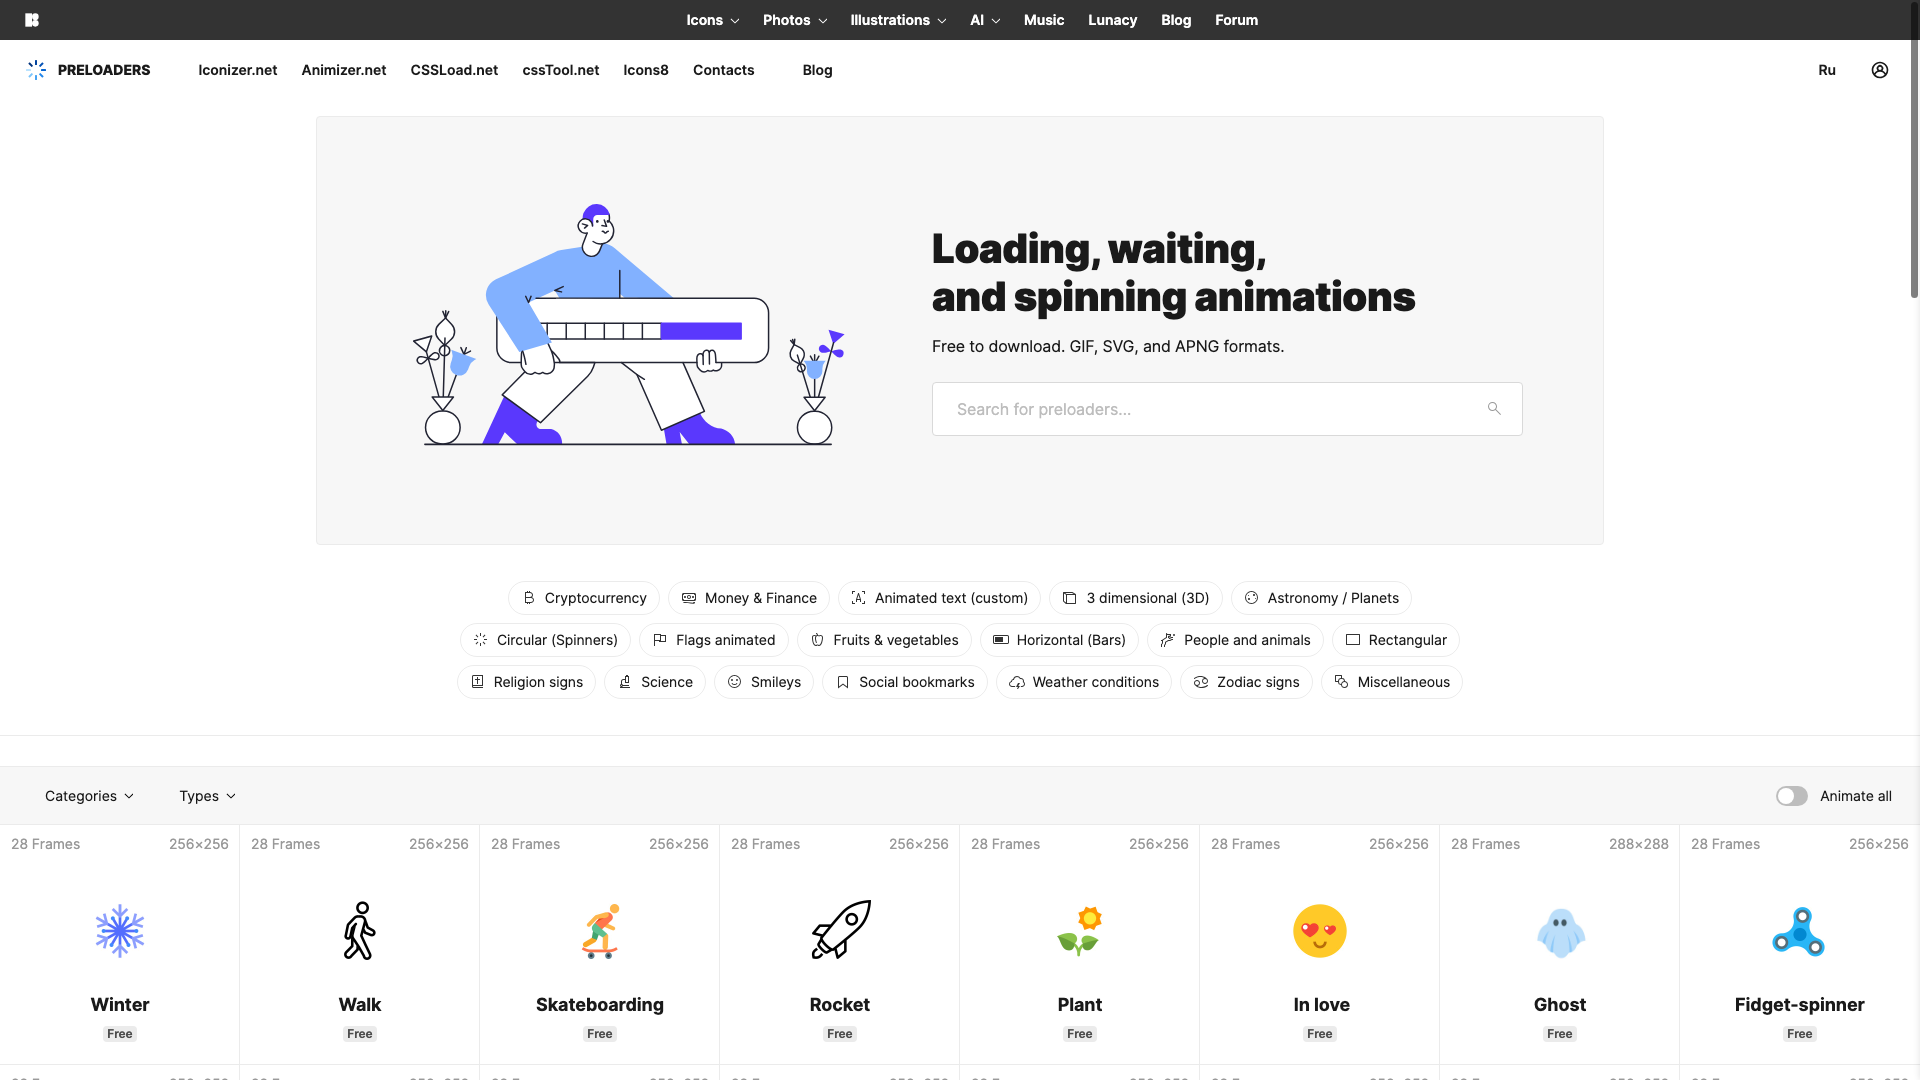 Icons
Photos
Illustrations
AI
Music
Lunacy
Blog
Forum
PRELOADERS
Iconizer.net
Animizer.net
CSSLoad.net
cssTool.net
Icons8
Contacts
Blog
Ru
Loading, waiting,
and spinning animations
Free to download. GIF, SVG, and APNG formats.
Search for preloaders...
Cryptocurrency
Money & Finance
Animated text (custom)
3 dimensional (3D)
Astronomy / Planets
Circular (Spinners)
Flags animated
Fruits & vegetables
Horizontal (Bars)
People and animals
Rectangular
Religion signs
Science
Smileys
Social bookmarks
Weather conditions
Zodiac signs
Miscellaneous
Categories
Types
Animate all
28 Frames 256×256
Winter
Free
28 Frames 256×256
Walk
Free
28 Frames 256×256
Skateboarding
Free
28 Frames 256×256
Rocket
Free
28 Frames 256×256
Plant
Free
28 Frames 256×256
In love
Free
28 Frames 288×288
Ghost
Free
28 Frames 256×256
Fidget-spinner
Free